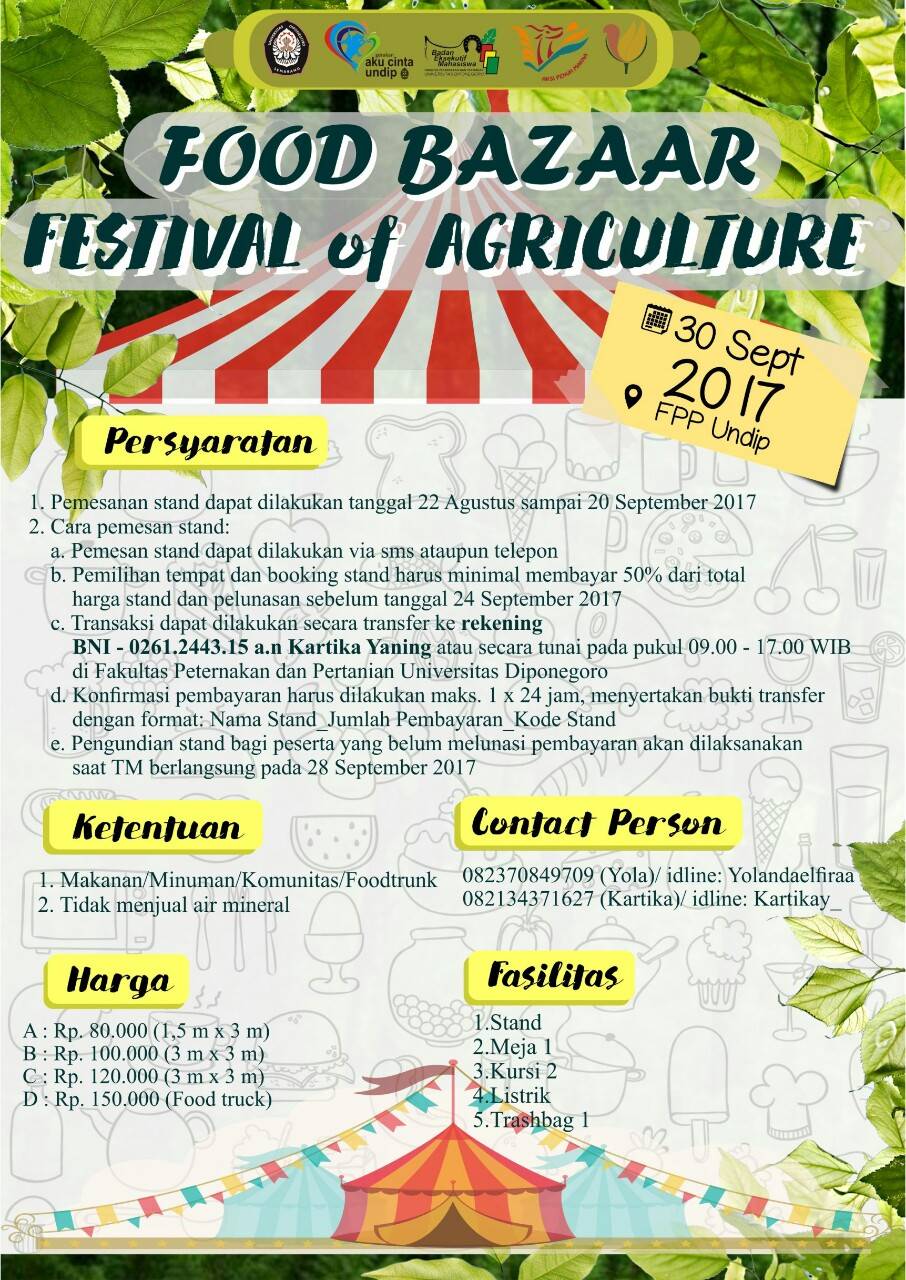 SEMARANG
gerakan
aku cinta
undip
Badan
Eksekutif
Mahasiswa
UNIVERSITAS DIPONEGORO
FOOD BAZAAR
FESTIVAL of AGRICULTURE
30 Sept
2017
FPP Undip
Persyaratan
1. Pemesanan stand dapat dilakukan tanggal 22 Agustus sampai 20 September 2017
2. Cara pemesan stand:
a. Pemesan stand dapat dilakukan via sms ataupun telepon
b. Pemilihan tempat dan booking stand harus minimal membayar 50% dari total
harga stand dan pelunasan sebelum tanggal 24 September 2017
c. Transaksi dapat dilakukan secara transfer ke rekening
BNI - 0261.2443.15 a.n Kartika Yaning atau secara tunai pada pukul 09.00 - 17.00 WIB
di Fakultas Peternakan dan Pertanian Universitas Diponegoro
d. Konfirmasi pembayaran harus dilakukan maks. 1 x 24 jam, menyertakan bukti transfer
dengan format: Nama Stand_Jumlah Pembayaran_Kode Stand
e. Pengundian stand bagi peserta yang belum melunasi pembayaran akan dilaksanakan
saat TM berlangsung pada 28 September 2017
Ketentuan
1. Makanan/Minuman/Komunitas/Foodtrunk
2. Tidak menjual air mineral
Contact Person
082370849709 (Yola)/ idline: Yolandaelfiraa
082134371627 (Kartika)/ idline: Kartikay_
Harga
A : Rp. 80.000 (1,5 m x 3 m)
B : Rp. 100.000 (3 m x 3 m)
C : Rp. 120.000 (3 m x 3 m)
D : Rp. 150.000 (Food truck)
Fasilitas
1.Stand
2.Meja 1
3.Kursi 2
4.Listrik
5.Trashbag 1